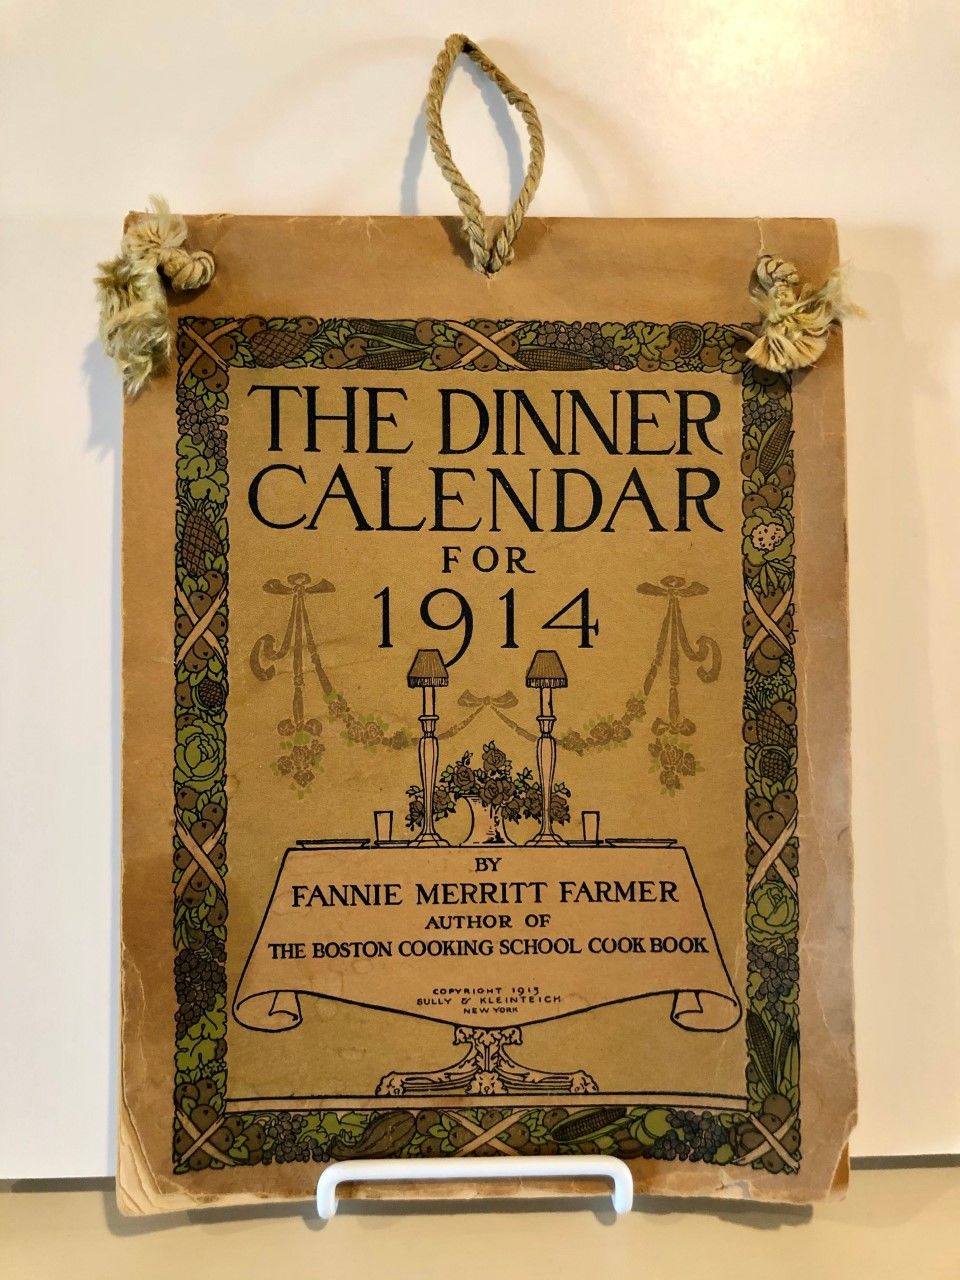 THE DINNER
CALENDAR
FOR
1914
BY
FANNIE MERRITT FARMER
AUTHOR OF
THE BOSTON COOKING SCHOOL COOK BOOK
COPYRIGHT 1913
SULLY & KLEINTEICH
NEW YORK